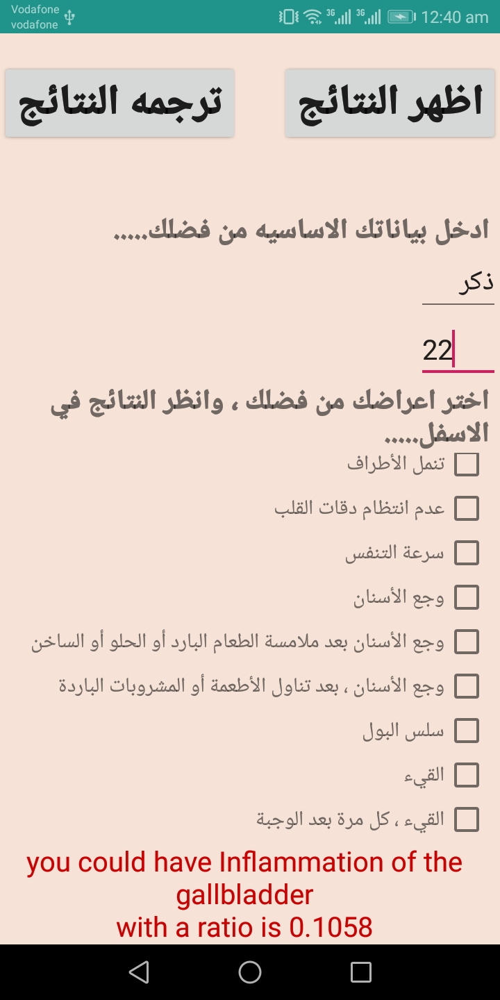 Vodafone
vodafone
3G 3G 12:40 am
اظهر النتائج
ترجمه النتائج
ادخل بياناتك الاساسيه من فضلك.....
ذكر
22
اختر اعراضك من فضلك ، وانظر النتائج في
الاسفل.....
تنمل الأطراف
عدم انتظام دقات القلب
سرعة التنفس
وجع الأسنان
وجع الأسنان بعد ملامسة الطعام البارد أو الحلو أو الساخن
وجع الأسنان ، بعد تناول الأطعمة أو المشروبات الباردة
سلس البول
القيء
القيء ، كل مرة بعد الوجبة
you could have Inflammation of the
gallbladder
with a ratio is 0.1058